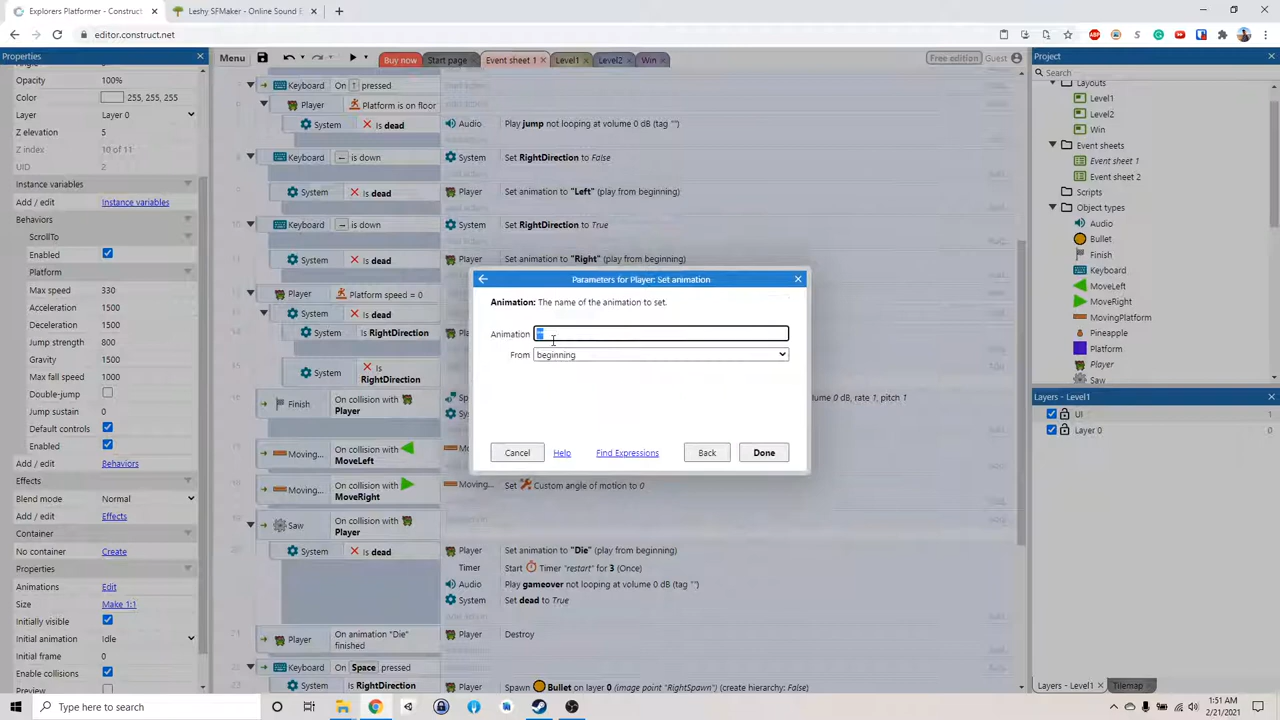 Explorers Platformer - Construct
Leshy SFMaker - Online Sound E
editor.construct.net
Properties
Menu
Buy now
Start page
Event sheet 1
Level1
Level2
Win
Free edition
Guest
Project
Opacity
100%
Color
255, 255, 255
Layer
Layer 0
Z elevation
5
Z index
10 of 11
UID
2
Instance variables
Add / edit
Instance variables
Behaviors
ScrollTo
Enabled
Platform
Max speed
330
Acceleration
1500
Deceleration
1500
Jump strength
800
Gravity
1500
Max fall speed
1000
Double-jump
Jump sustain
0
Default controls
Enabled
Add / edit
Behaviors
Effects
Blend mode
Normal
Add / edit
Effects
Container
No container
Create
Properties
Animations
Edit
Size
Make 1:1
Initially visible
Initial animation
Idle
Initial frame
0
Enable collisions
Preview
Keyboard
On ↑ pressed
Player
Platform is on floor
System
Is dead
Audio
Play jump not looping at volume 0 dB (tag "")
Keyboard
← is down
System
Set RightDirection to False
System
Is dead
Player
Set animation to "Left" (play from beginning)
10
Keyboard
is down
System
Set RightDirection to True
System
Is dead
Set animation to "Right" (play from beginning)
Player
Platform speed = 0
System
Is dead
System
Is RightDirection
System
Is
RightDirection
Finish
On collision with
Player
volume 0 dB, rate 1, pitch 1
Moving...
On collision with
MoveLeft
Moving...
On collision with
MoveRight
Moving...
Set Custom angle of motion to 0
Saw
On collision with
Player
System
Is dead
Player
Set animation to "Die" (play from beginning)
Timer
Start Timer "restart" for 3 (Once)
Audio
Play gameover not looping at volume 0 dB (tag "")
System
Set dead to True
Player
On animation "Die"
finished
Player
Destroy
Keyboard
On Space pressed
System
Is RightDirection
Player
Spawn Bullet on layer 0 (image point "RightSpawn") (create hierarchy: False)
Parameters for Player: Set animation
Animation: The name of the animation to set.
Animation
From
beginning
Cancel
Help
Find Expressions
Back
Done
Search
Layouts
Level1
Level2
Win
Event sheets
Event sheet 1
Event sheet 2
Scripts
Object types
Audio
Bullet
Finish
Keyboard
MoveLeft
MoveRight
MovingPlatform
Pineapple
Platform
Player
Saw
Layers - Level1
UI
1
Layer 0
0
Layers - Level1
Tilemap
Type here to search
1:51 AM
2/21/2021